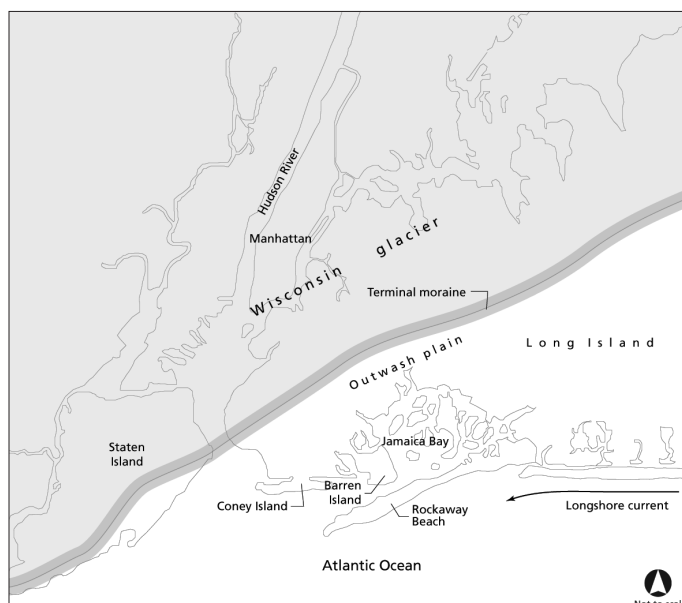 Hudson River
Manhattan
Wisconsin glacier
Terminal moraine
Outwash plain
Long Island
Staten
Island
Jamaica Bay
Barren
Island
Coney Island
Rockaway
Beach
Longshore current
Atlantic Ocean